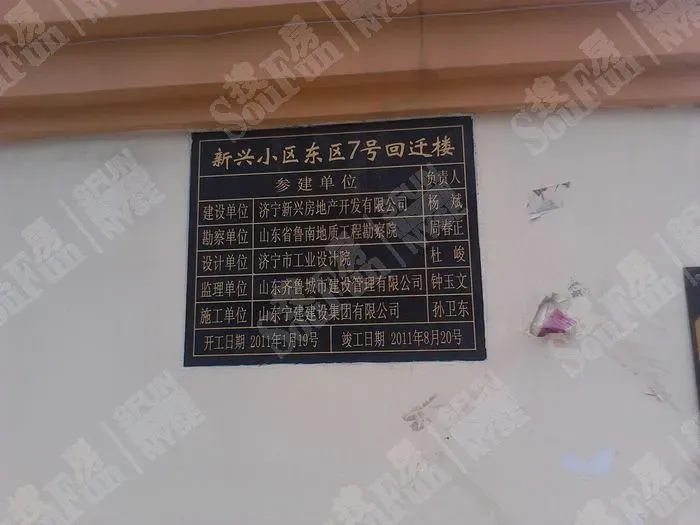 新兴小区东区7号回迁楼
参建单位 负责人
建设单位 济宁新兴房地产开发有限公司 杨斌
勘察单位 山东省鲁南地质工程勘察院 周春正
设计单位 济宁市工业设计院 杜峻
监理单位 山东齐鲁城市建设管理有限公司 钟玉文
施工单位 山东宁建建设集团有限公司 孙卫东
开工日期 2011年1月19号 竣工日期 2011年8月20号
搜房 SouFun